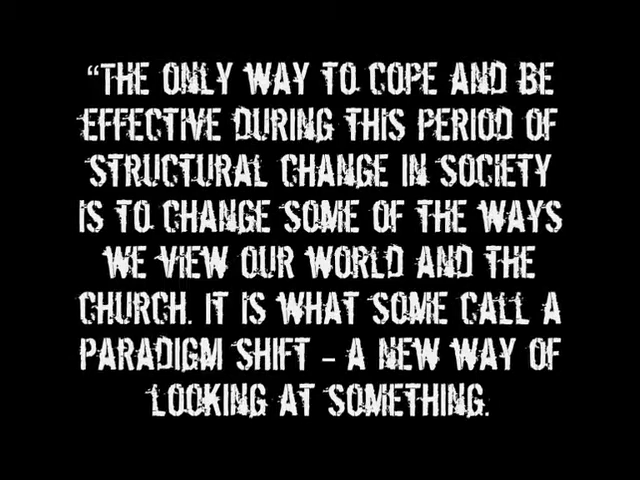 “THE ONLY WAY TO COPE AND BE
EFFECTIVE DURING THIS PERIOD OF
STRUCTURAL CHANGE IN SOCIETY
IS TO CHANGE SOME OF THE WAYS
WE VIEW OUR WORLD AND THE
CHURCH. IT IS WHAT SOME CALL A
PARADIGM SHIFT – A NEW WAY OF
LOOKING AT SOMETHING.